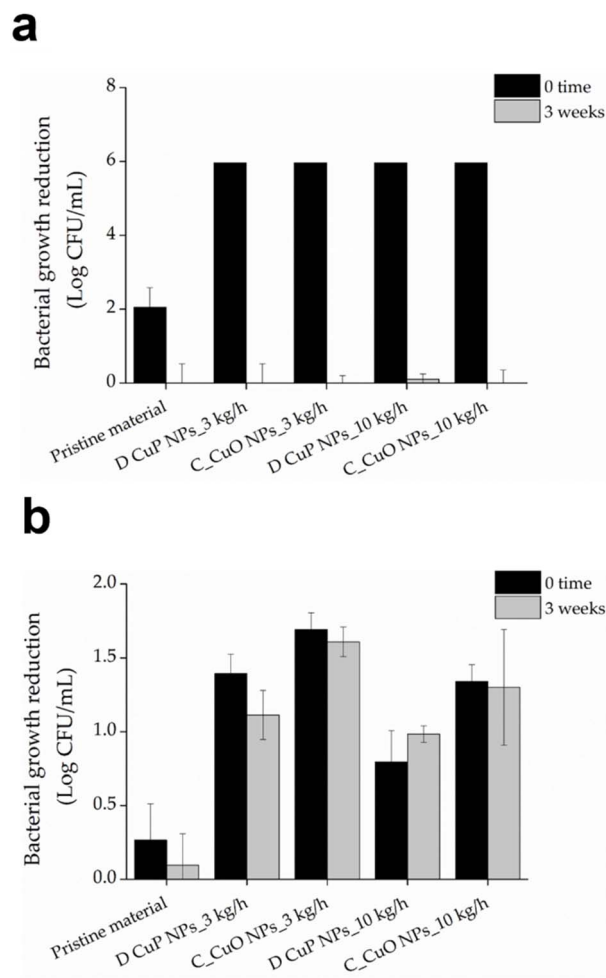 a
8
6
4
2
0
Bacterial growth reduction
(Log CFU/mL)
0 time
3 weeks
Pristine material
D CuP NPs_3 kg/h
C_CuO NPs_3 kg/h
D CuP NPs_10 kg/h
C_CuO NPs_10 kg/h
b
2.0
1.5
1.0
0.5
0.0
Bacterial growth reduction
(Log CFU/mL)
0 time
3 weeks
Pristine material
D CuP NPs_3 kg/h
C_CuO NPs_3 kg/h
D CuP NPs_10 kg/h
C_CuO NPs_10 kg/h